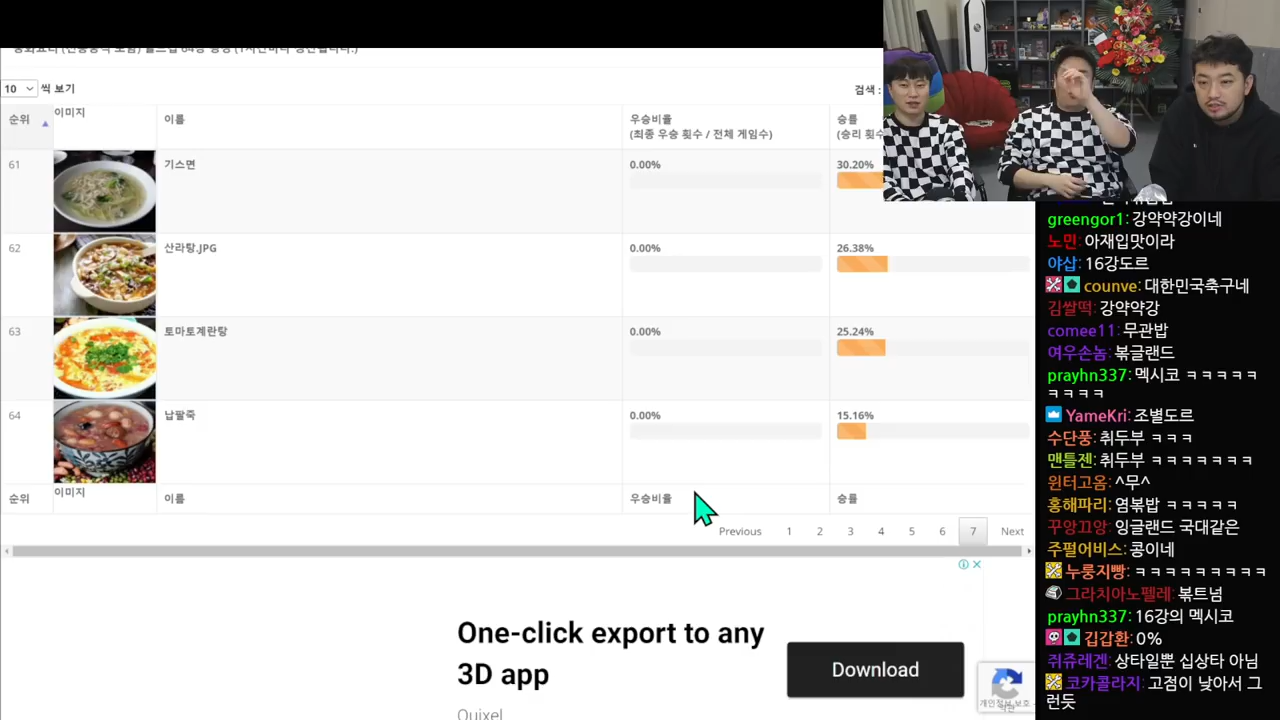 10 씩 보기
검색 :
순위 이미지 이름 우승비율 승률
(최종 우승 횟수 / 전체 게임수) (승리 횟수
61 기스면 0.00% 30.20%
62 산라탕.JPG 0.00% 26.38%
63 토마토계란탕 0.00% 25.24%
64 납팔죽 0.00% 15.16%
순위 이미지 이름 우승비율 승률
Previous 1 2 3 4 5 6 7 Next
One-click export to any
3D app
Quixel
Download
greengor1: 강약약강이네
노민: 아재입맛이라
야삽: 16강도르
counve: 대한민국축구네
김쌀떡: 강약약강
comee11: 무관밥
여우손놈: 볶글랜드
prayhn337: 멕시코 ㅋㅋㅋㅋㅋ
ㅋㅋㅋㅋ
YameKri: 조별도르
수단풍: 취두부 ㅋㅋㅋ
맨틀젠: 취두부 ㅋㅋㅋㅋㅋㅋㅋ
윈터고옴: ^무^
홍해파리: 염볶밥 ㅋㅋㅋㅋㅋ
꾸앙끄앙: 잉글랜드 국대같은
주펄어비스: 콩이네
누룽지빵: ㅋㅋㅋㅋㅋㅋㅋㅋㅋ
그라치아노펠레: 볶트넘
prayhn337: 16강의 멕시코
김갑환: 0%
쥐쥬레겐: 상타일뿐 십상타 아님
코카콜라지: 고점이 낮아서 그
런듯